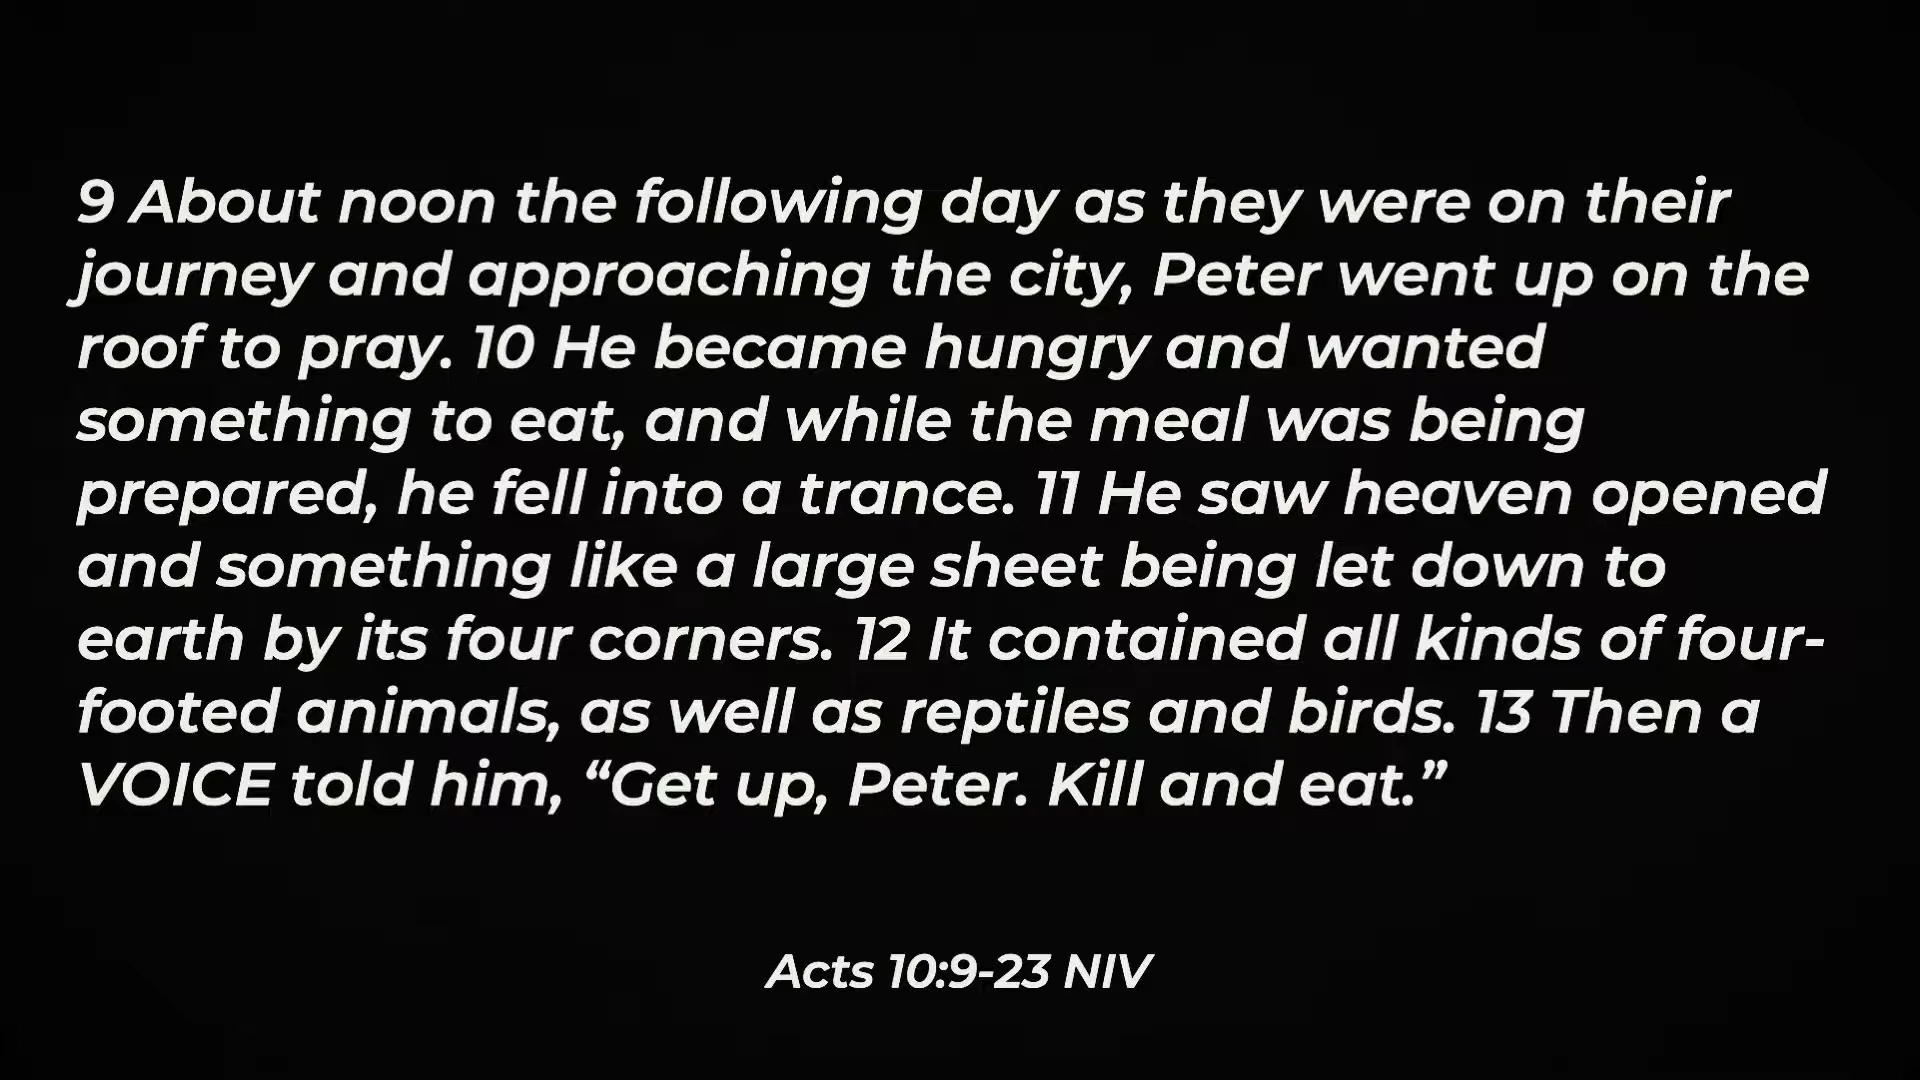 9 About noon the following day as they were on their
journey and approaching the city, Peter went up on the
roof to pray. 10 He became hungry and wanted
something to eat, and while the meal was being
prepared, he fell into a trance. 11 He saw heaven opened
and something like a large sheet being let down to
earth by its four corners. 12 It contained all kinds of four-
footed animals, as well as reptiles and birds. 13 Then a
VOICE told him, “Get up, Peter. Kill and eat.”
Acts 10:9-23 NIV